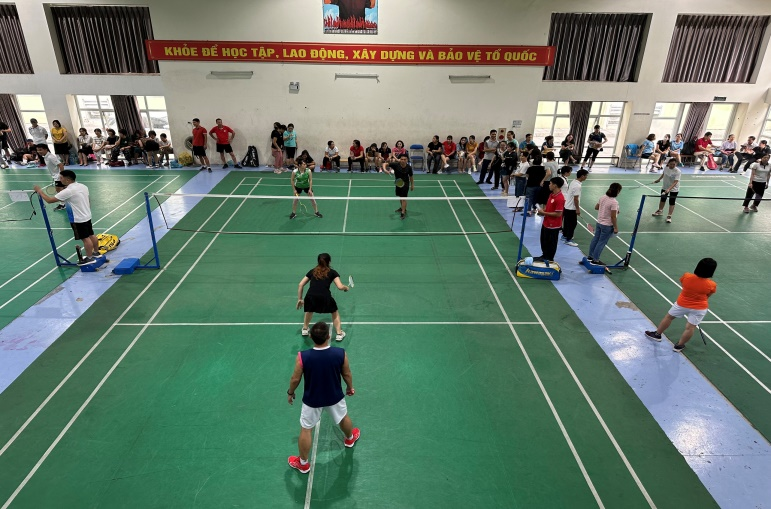 KHỎE ĐỂ HỌC TẬP, LAO ĐỘNG, XÂY DỰNG VÀ BẢO VỆ TỔ QUỐC